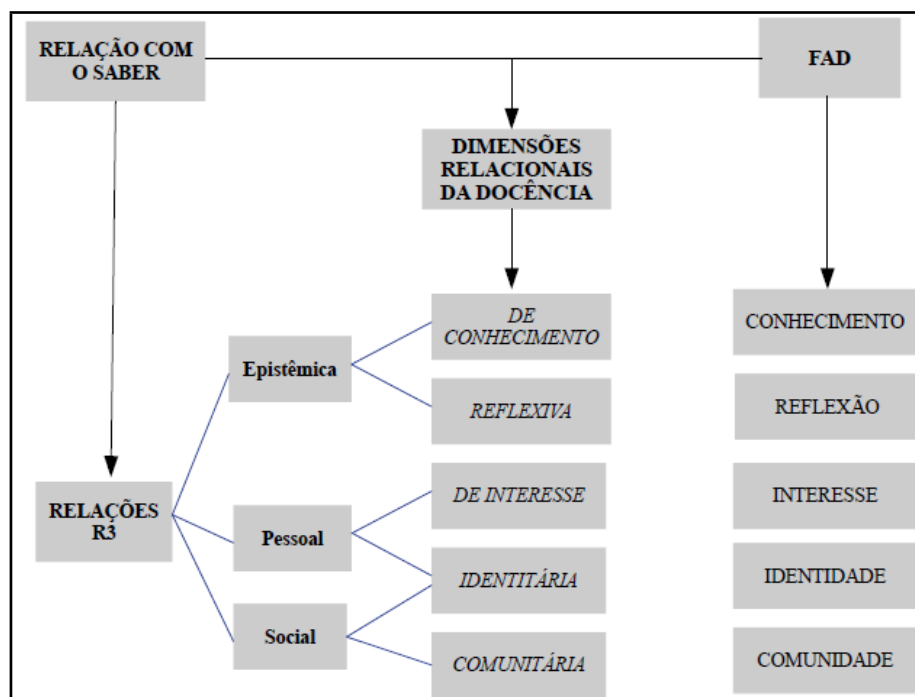 RELAÇÃO COM
O SABER
FAD
DIMENSÕES
RELACIONAIS
DA DOCÊNCIA
DE
CONHECIMENTO
CONHECIMENTO
Epistêmica
REFLEXIVA
REFLEXÃO
RELAÇÕES
R3
DE INTERESSE
INTERESSE
Pessoal
IDENTITÁRIA
IDENTIDADE
Social
COMUNITÁRIA
COMUNIDADE